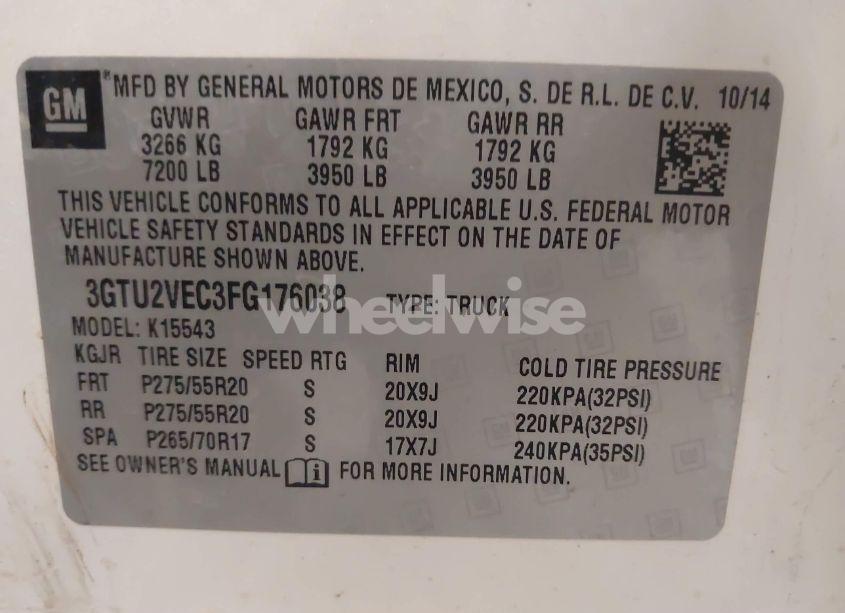 GM
® MFD BY GENERAL MOTORS DE MEXICO, S. DE R.L. DE C.V. 10/14
GVWR GAWR FRT GAWR RR
3266 KG 1792 KG 1792 KG
7200 LB 3950 LB 3950 LB
THIS VEHICLE CONFORMS TO ALL APPLICABLE U.S. FEDERAL MOTOR
VEHICLE SAFETY STANDARDS IN EFFECT ON THE DATE OF
MANUFACTURE SHOWN ABOVE.
3GTU2VEC3FG176038 TYPE: TRUCK
wheelwise
MODEL: K15543
KGJR TIRE SIZE SPEED RTG RIM COLD TIRE PRESSURE
FRT P275/55R20 S 20X9J 220KPA(32PSI)
RR P275/55R20 S 20X9J 220KPA(32PSI)
SPA P265/70R17 S 17X7J 240KPA(35PSI)
SEE OWNER'S MANUAL i FOR MORE INFORMATION.